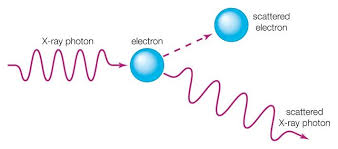 X-ray photon
electron
scattered
electron
scattered
X-ray photon